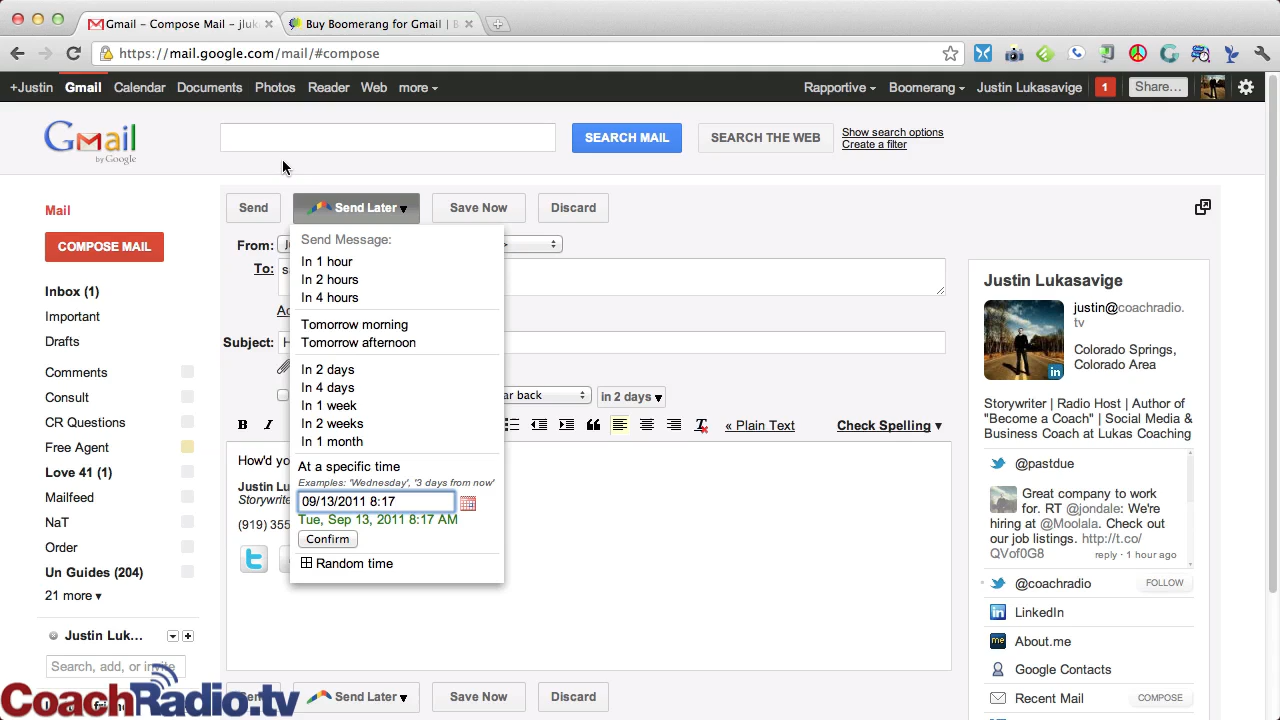 Gmail – Compose Mail – jluk
Buy Boomerang for Gmail | B
https://mail.google.com/mail/#compose
+Justin Gmail Calendar Documents Photos Reader Web more
Rapportive Boomerang Justin Lukasavige 1 Share...
Gmail
by Google
SEARCH MAIL
SEARCH THE WEB
Show search options
Create a filter
Mail
COMPOSE MAIL
Inbox (1)
Important
Drafts
Comments
Consult
CR Questions
Free Agent
Love 41 (1)
Mailfeed
NaT
Order
Un Guides (204)
21 more
Justin Luk...
Search, add, or invite
Send
Send Later
Save Now
Discard
From:
To:
Subject:
Send Message:
In 1 hour
In 2 hours
In 4 hours
Tomorrow morning
Tomorrow afternoon
In 2 days
In 4 days
In 1 week
In 2 weeks
In 1 month
At a specific time
Examples: 'Wednesday', '3 days from now'
09/13/2011 8:17
Tue, Sep 13, 2011 8:17 AM
Confirm
Random time
ar back
in 2 days
B I
« Plain Text
Check Spelling
How'd yo
Justin Lu
Storywrite
(919) 355
Send Later
Save Now
Discard
Justin Lukasavige
justin@coachradio.
tv
Colorado Springs,
Colorado Area
in
Storywriter | Radio Host | Author of
"Become a Coach" | Social Media &
Business Coach at Lukas Coaching
@pastdue
Great company to work
for. RT @jondale: We're
hiring at @Moolala. Check out
our job listings. http://t.co/
QVof0G8
reply · 1 hour ago
@coachradio
FOLLOW
in LinkedIn
me About.me
Google Contacts
Recent Mail
COMPOSE
CoachRadio.tv